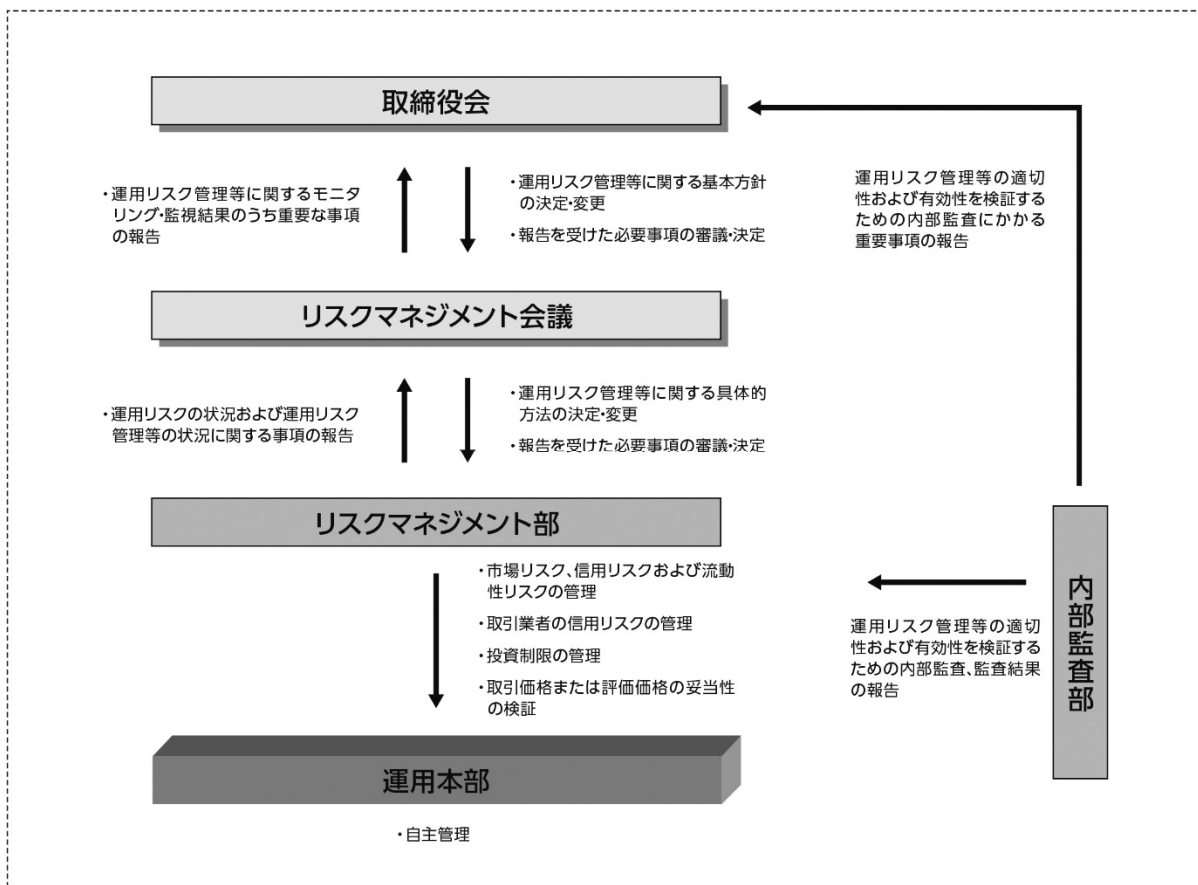 取締役会
・運用リスク管理等に関するモニタ
リング・監視結果のうち重要な事項
の報告
・運用リスク管理等に関する基本方針
の決定・変更
・報告を受けた必要事項の審議・決定
運用リスク管理等の適切
性および有効性を検証する
ための内部監査にかかる
重要事項の報告
リスクマネジメント会議
・運用リスクの状況および運用リスク
管理等の状況に関する事項の報告
・運用リスク管理等に関する具体的
方法の決定・変更
・報告を受けた必要事項の審議・決定
リスクマネジメント部
・市場リスク、信用リスクおよび流動
性リスクの管理
・取引業者の信用リスクの管理
・投資制限の管理
・取引価格または評価価格の妥当性
の検証
運用リスク管理等の適切
性および有効性を検証する
ための内部監査、監査結果
の報告
内部監査部
運用本部
・自主管理